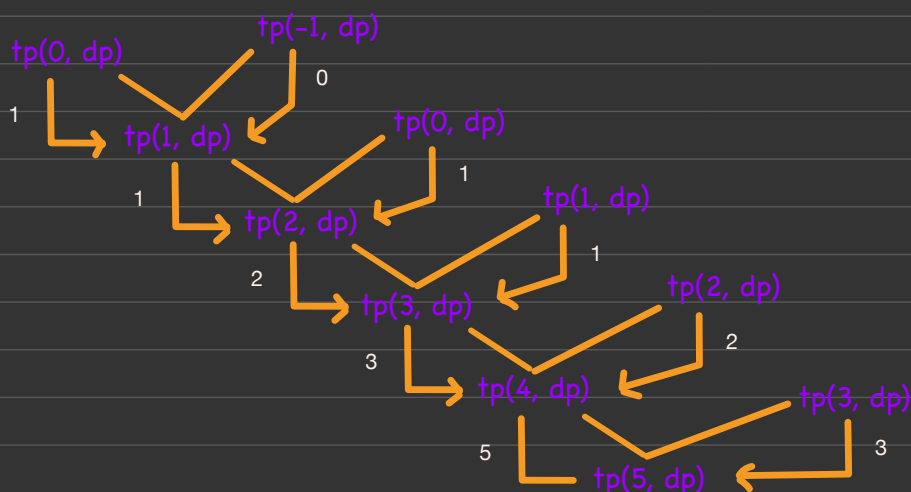 tp(-1, dp)
tp(0, dp)
0
1
tp(0, dp)
tp(1, dp)
1
1
tp(1, dp)
tp(2, dp)
1
2
tp(2, dp)
tp(3, dp)
2
3
tp(4, dp)
tp(3, dp)
3
5
tp(5, dp)